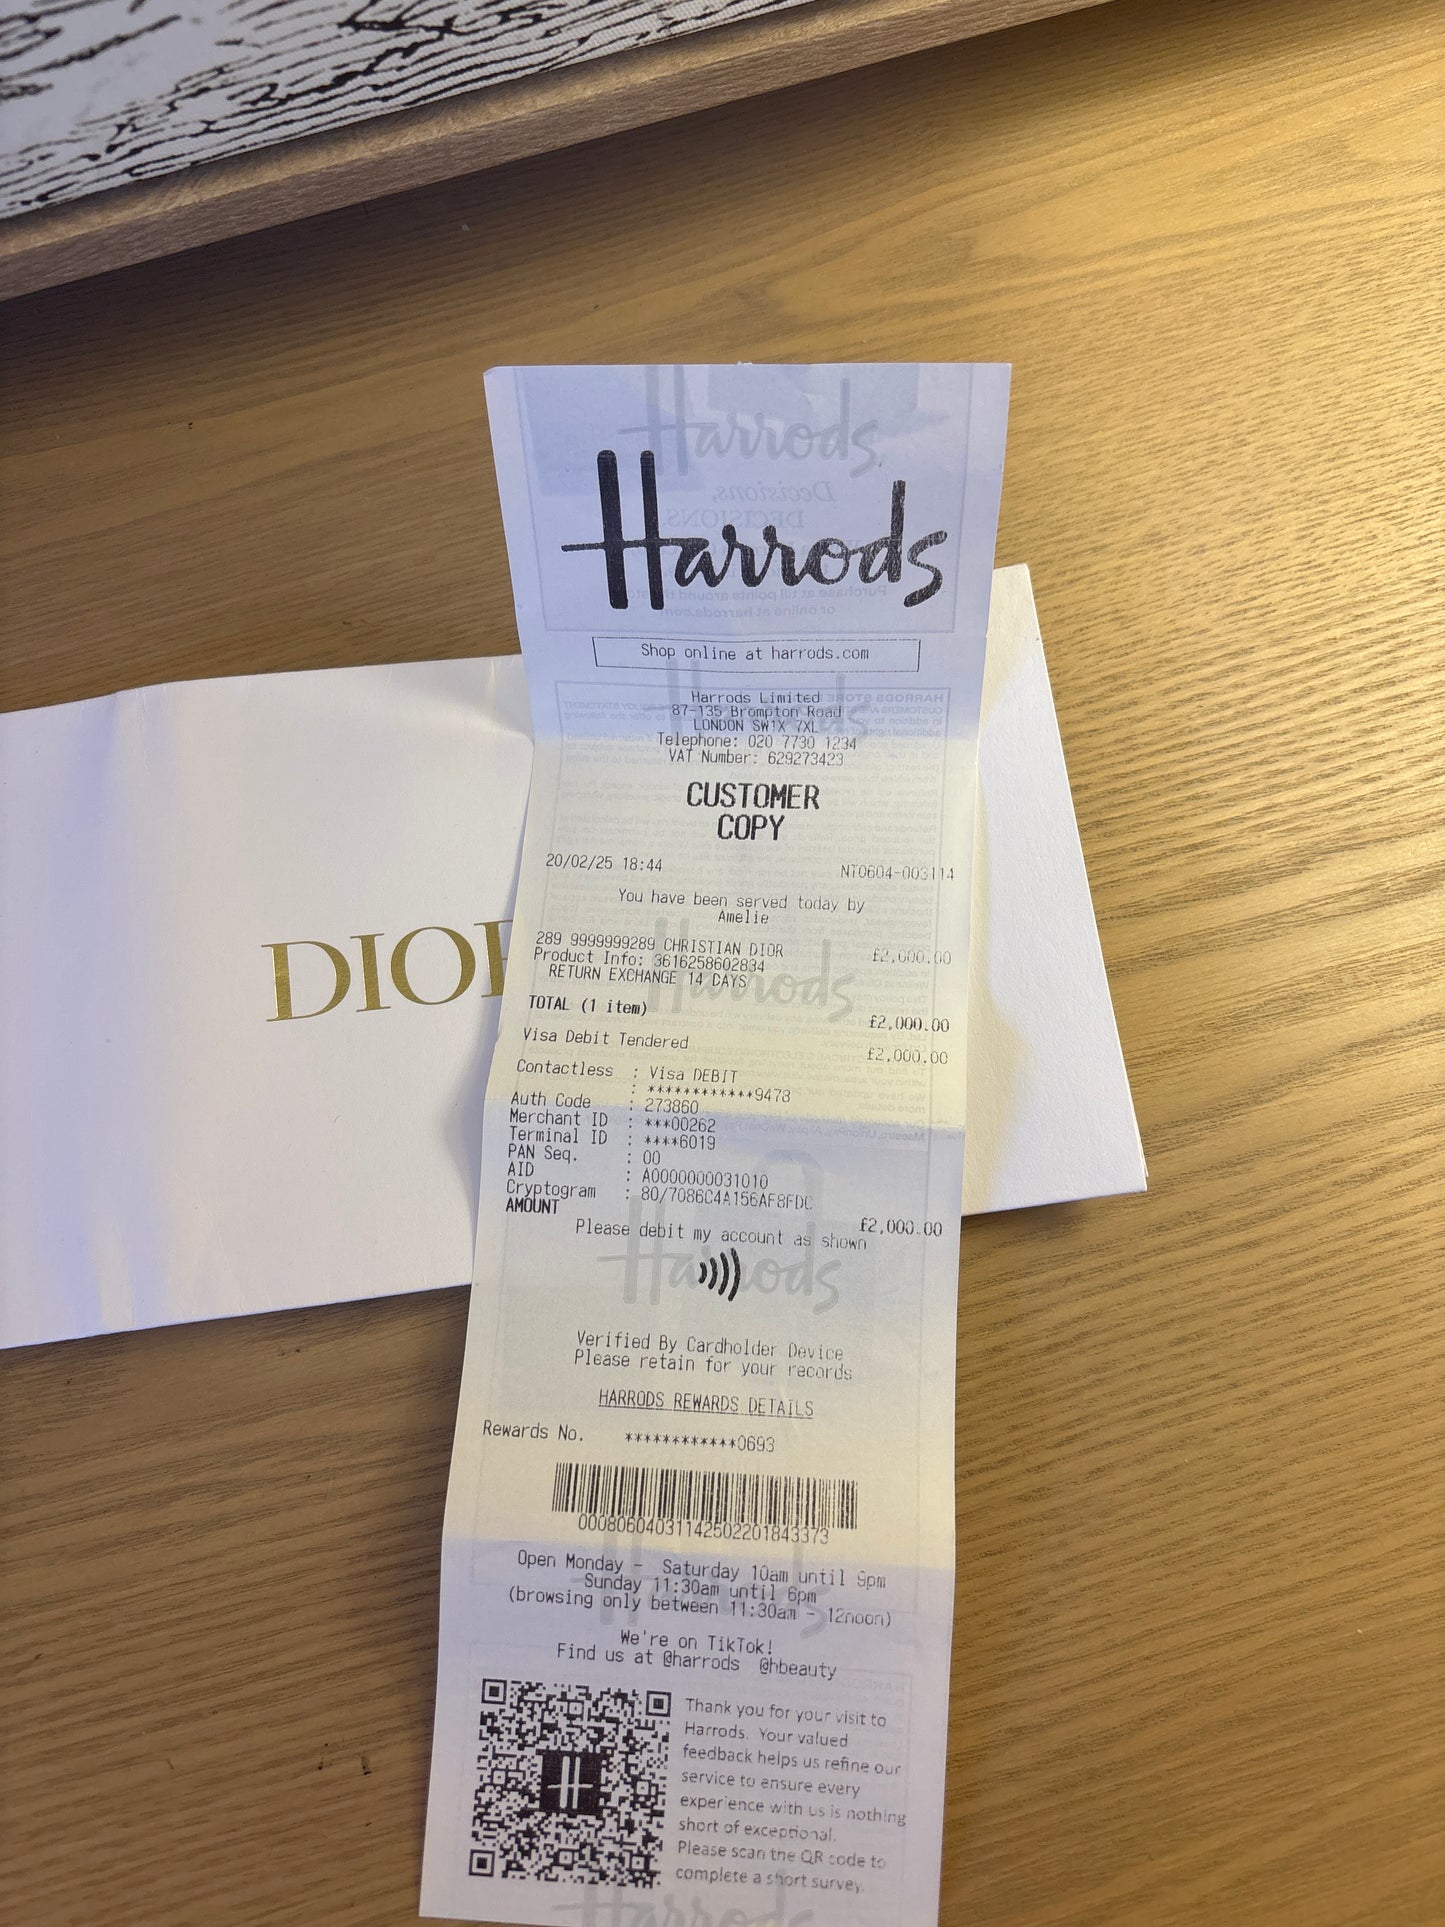 Harrods
Shop online at harrods.com
Harrods Limited
87-135 Brompton Road
LONDON SW1X 7XL
Telephone: 020 7730 1234
VAT Number: 629273423
CUSTOMER
COPY
20/02/25 18:44 NT0604-003114
You have been served today by
Amelie
289 9999999289 CHRISTIAN DIOR £2,000.00
Product Info: 3616258602834
RETURN EXCHANGE 14 DAYS
TOTAL (1 item) £2,000.00
Visa Debit Tendered £2,000.00
Contactless : Visa DEBIT
: ************9473
Auth Code : 273860
Merchant ID : ***00262
Terminal ID : ****6019
PAN Seq. : 00
AID : A0000000031010
Cryptogram : 80/7086C4A156AF8FDC
AMOUNT £2,000.00
Please debit my account as shown
Verified By Cardholder Device
Please retain for your records
HARRODS REWARDS DETAILS
Rewards No. ************0693
00080604031142502201843373
Open Monday - Saturday 10am until 9pm
Sunday 11:30am until 6pm
(browsing only between 11:30am - 12noon)
We're on TikTok!
Find us at @harrods @hbeauty
Thank you for your visit to
Harrods. Your valued
feedback helps us refine our
service to ensure every
experience with us is nothing
short of exceptional.
Please scan the QR code to
complete a short survey.
DIOR